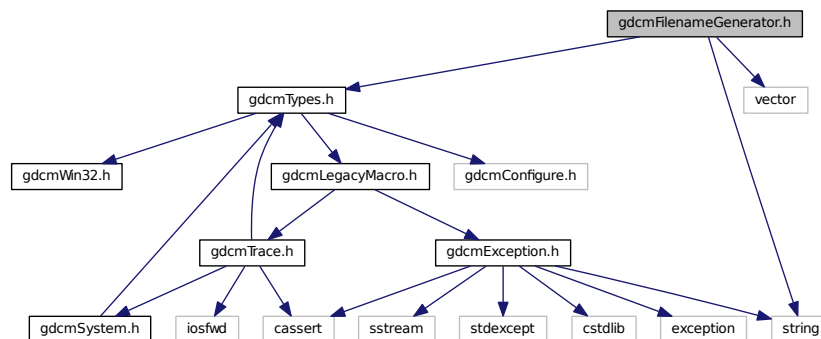 gdcmFilenameGenerator.h
gdcmTypes.h
vector
gdcmWin32.h
gdcmLegacyMacro.h
gdcmConfigure.h
gdcmTrace.h
gdcmException.h
gdcmSystem.h
iosfwd
cassert
sstream
stdexcept
cstdlib
exception
string